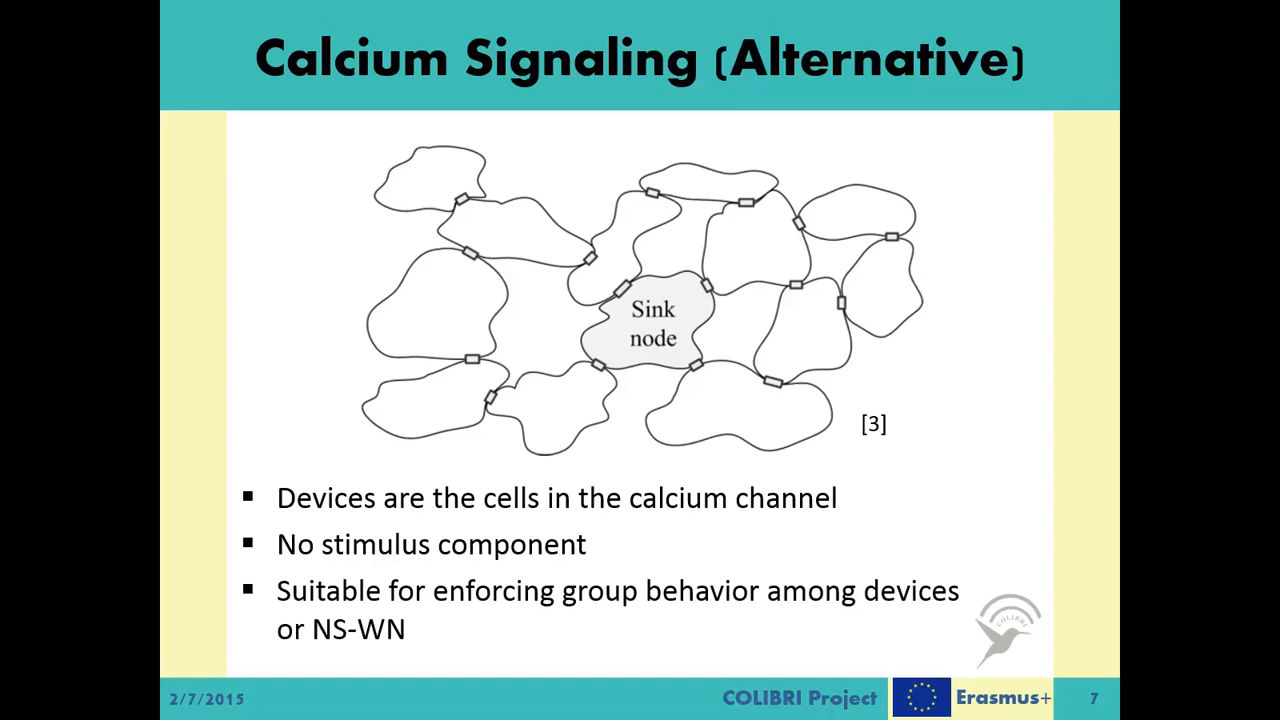 Calcium Signaling (Alternative)
Sink
node
[3]
▪ Devices are the cells in the calcium channel
▪ No stimulus component
▪ Suitable for enforcing group behavior among devices
or NS-WN
COLIBRI
2/7/2015
COLIBRI Project
Erasmus+
7